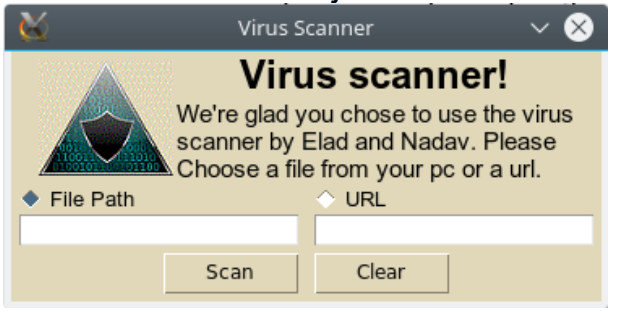 Virus Scanner
Virus scanner!
We're glad you chose to use the virus
scanner by Elad and Nadav. Please
Choose a file from your pc or a url.
File Path
URL
Scan
Clear